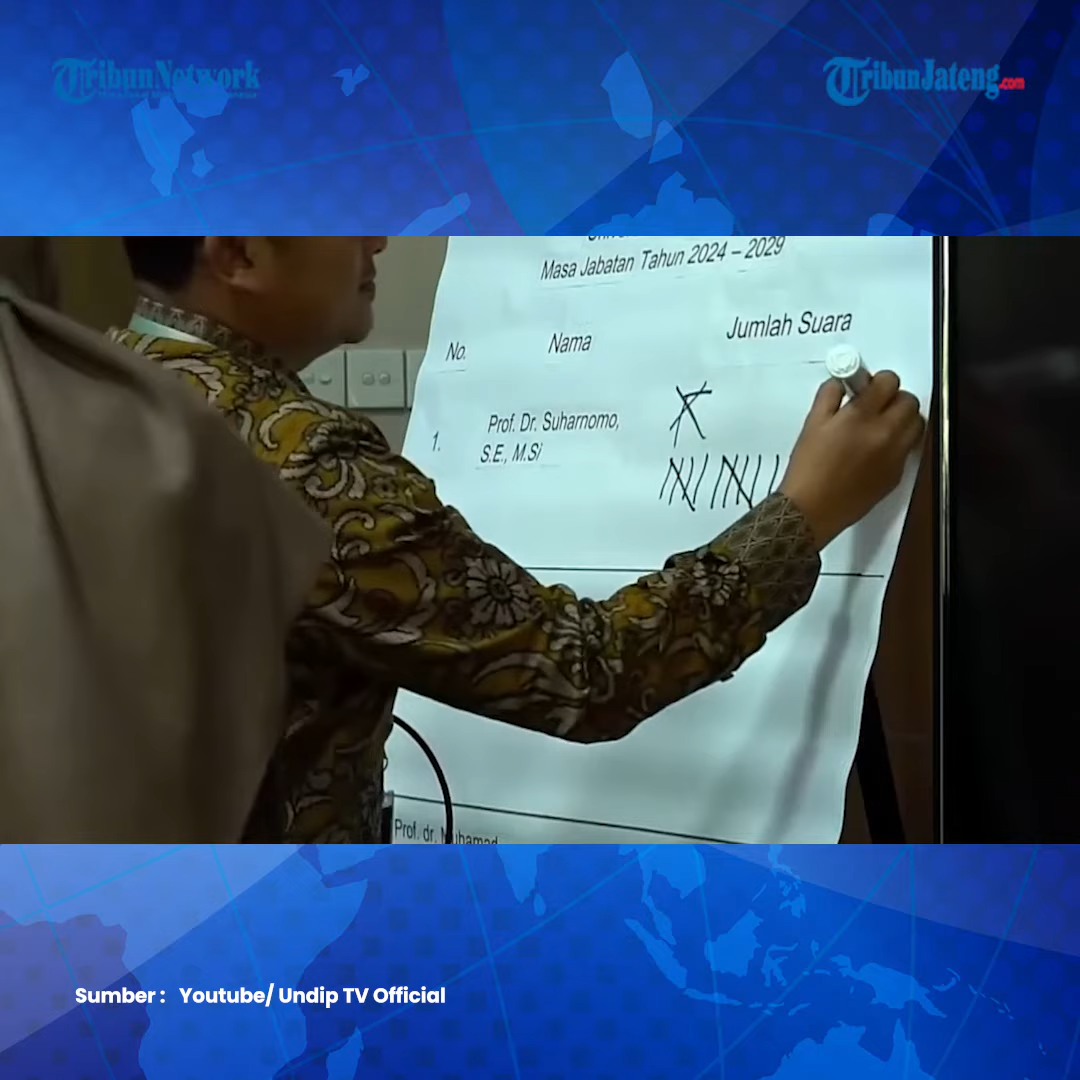 TribunNetwork
TribunJateng.com
Masa Jabatan Tahun 2024 – 2029
No.
Nama
Jumlah Suara
1.
Prof. Dr. Suharnomo,
S.E., M.Si
Prof. dr. Muhamad
Sumber : Youtube/ Undip TV Official